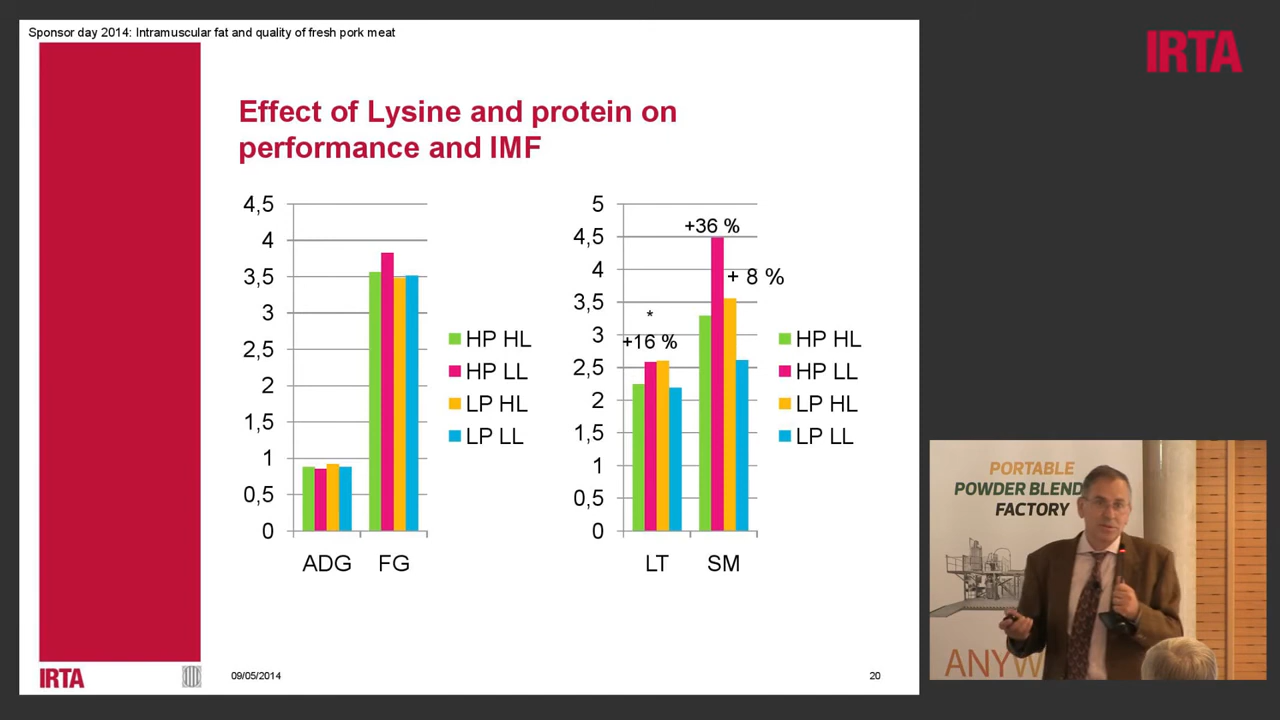 Sponsor day 2014: Intramuscular fat and quality of fresh pork meat
IRTA
Effect of Lysine and protein on
performance and IMF
4,5
4
3,5
3
2,5
2
1,5
1
0,5
0
ADG FG
HP HL
HP LL
LP HL
LP LL
5
4,5
4
3,5
3
2,5
2
1,5
1
0,5
0
+36 %
+ 8 %
*
+16 %
LT SM
HP HL
HP LL
LP HL
LP LL
PORTABLE
POWDER BLEND
FACTORY
ANYW
IRTA
09/05/2014
20